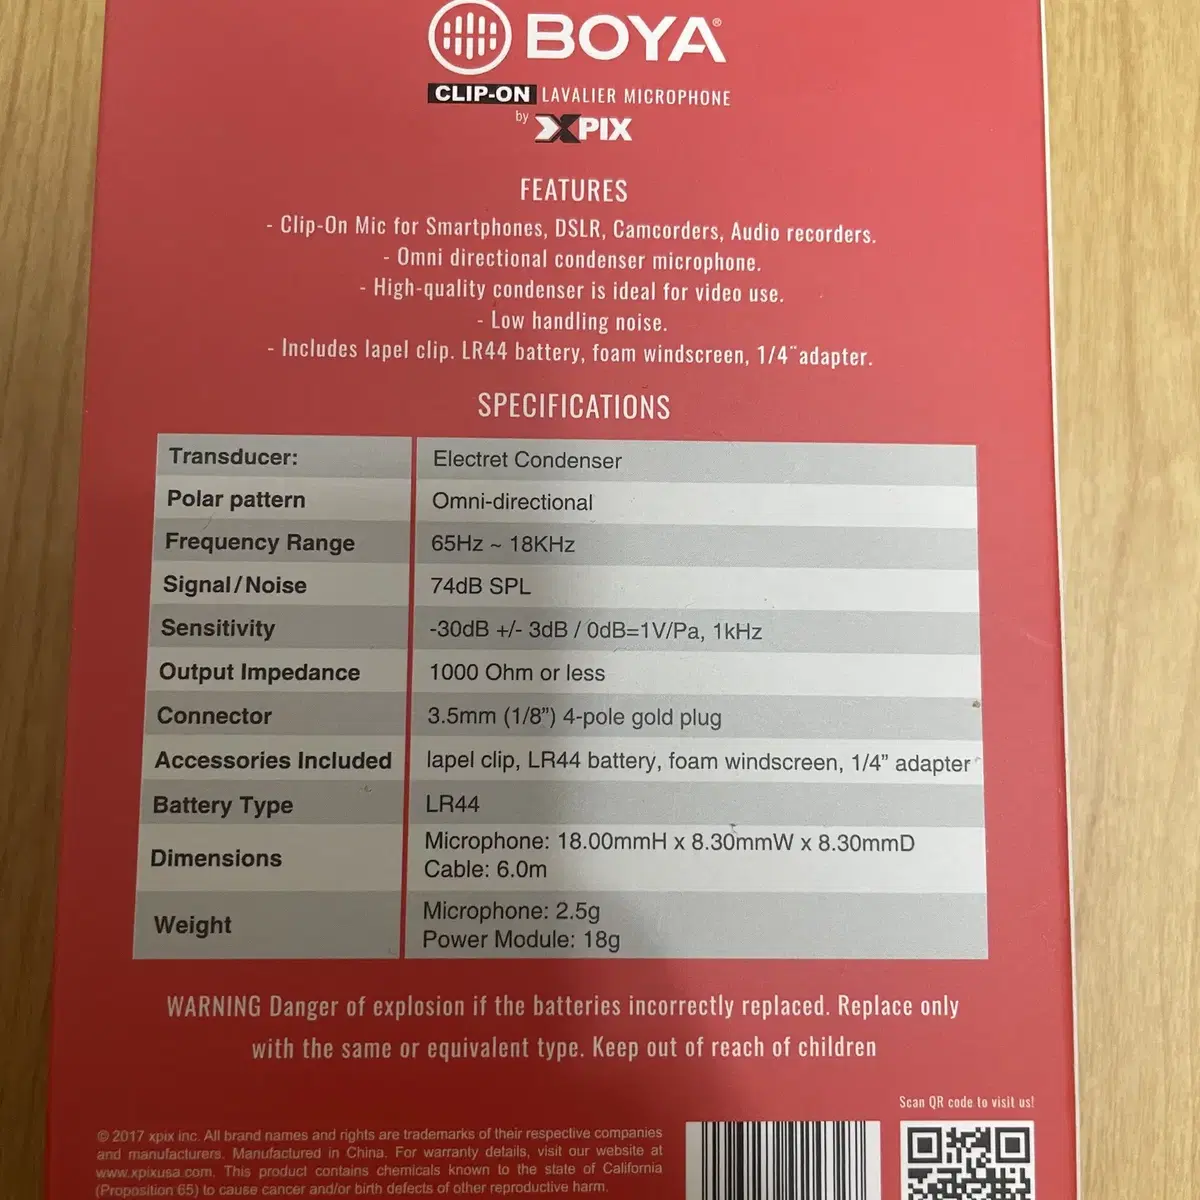 BOYA®
CLIP-ON LAVALIER MICROPHONE
by XPIX
FEATURES
- Clip-On Mic for Smartphones, DSLR, Camcorders, Audio recorders.
- Omni directional condenser microphone.
- High-quality condenser is ideal for video use.
- Low handling noise.
- Includes lapel clip. LR44 battery, foam windscreen, 1/4¨adapter.
SPECIFICATIONS
Transducer: Electret Condenser
Polar pattern Omni-directional
Frequency Range 65Hz ~ 18KHz
Signal/Noise 74dB SPL
Sensitivity -30dB +/- 3dB / 0dB=1V/Pa, 1kHz
Output Impedance 1000 Ohm or less
Connector 3.5mm (1/8”) 4-pole gold plug
Accessories Included lapel clip, LR44 battery, foam windscreen, 1/4” adapter
Battery Type LR44
Dimensions Microphone: 18.00mmH x 8.30mmW x 8.30mmD
Cable: 6.0m
Weight Microphone: 2.5g
Power Module: 18g
WARNING Danger of explosion if the batteries incorrectly replaced. Replace only
with the same or equivalent type. Keep out of reach of children
Scan QR code to visit us!
© 2017 xpix inc. All brand names and rights are trademarks of their respective companies
and manufacturers. Manufactured in China. For warranty details, visit our website at
www.xpixusa.com. This product contains chemicals known to the state of California
(Proposition 65) to cause cancer and/or birth defects of other reproductive harm.